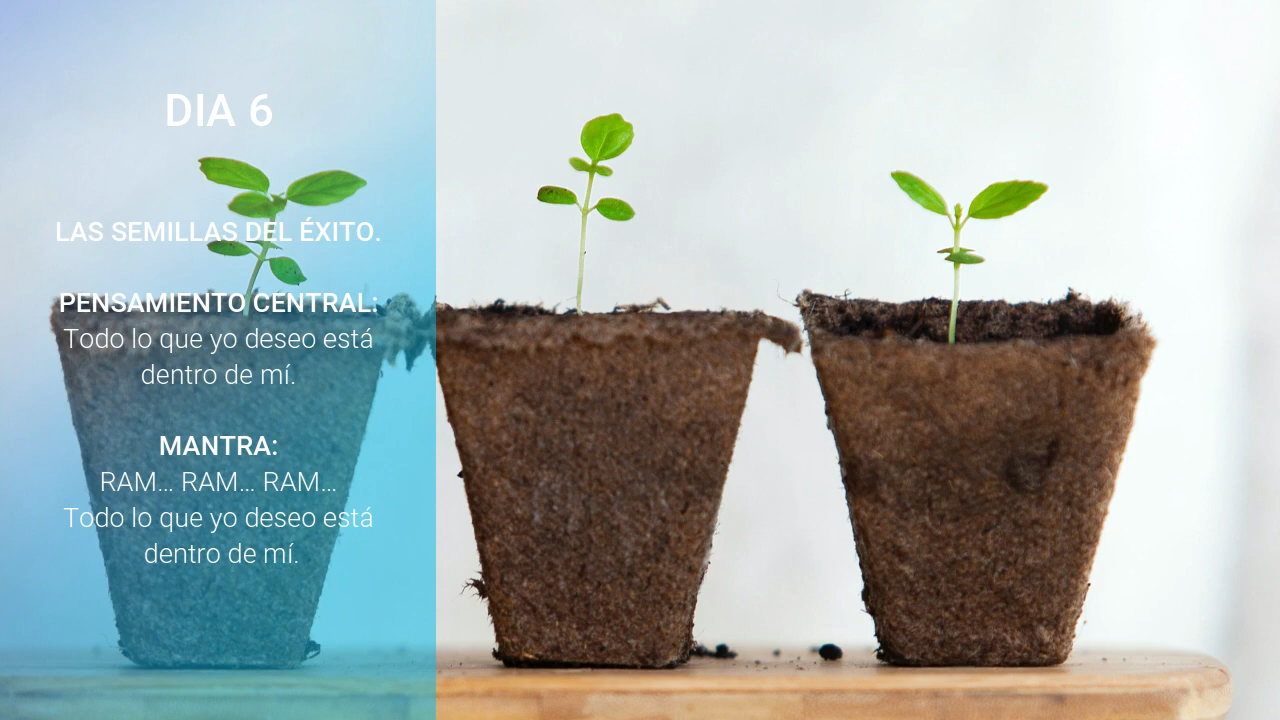 DIA 6
LAS SEMILLAS DEL ÉXITO.
PENSAMIENTO CENTRAL:
Todo lo que yo deseo está
dentro de mí.
MANTRA:
RAM... RAM... RAM...
Todo lo que yo deseo está
dentro de mí.